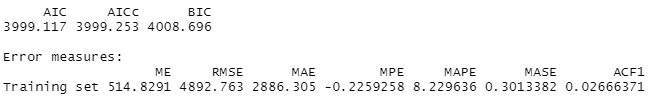 AIC AICc BIC
3999.117 3999.253 4008.696
Error measures:
ME RMSE MAE MPE MAPE MASE ACF1
Training set 514.8291 4892.763 2886.305 -0.2259258 8.229636 0.3013382 0.02666371